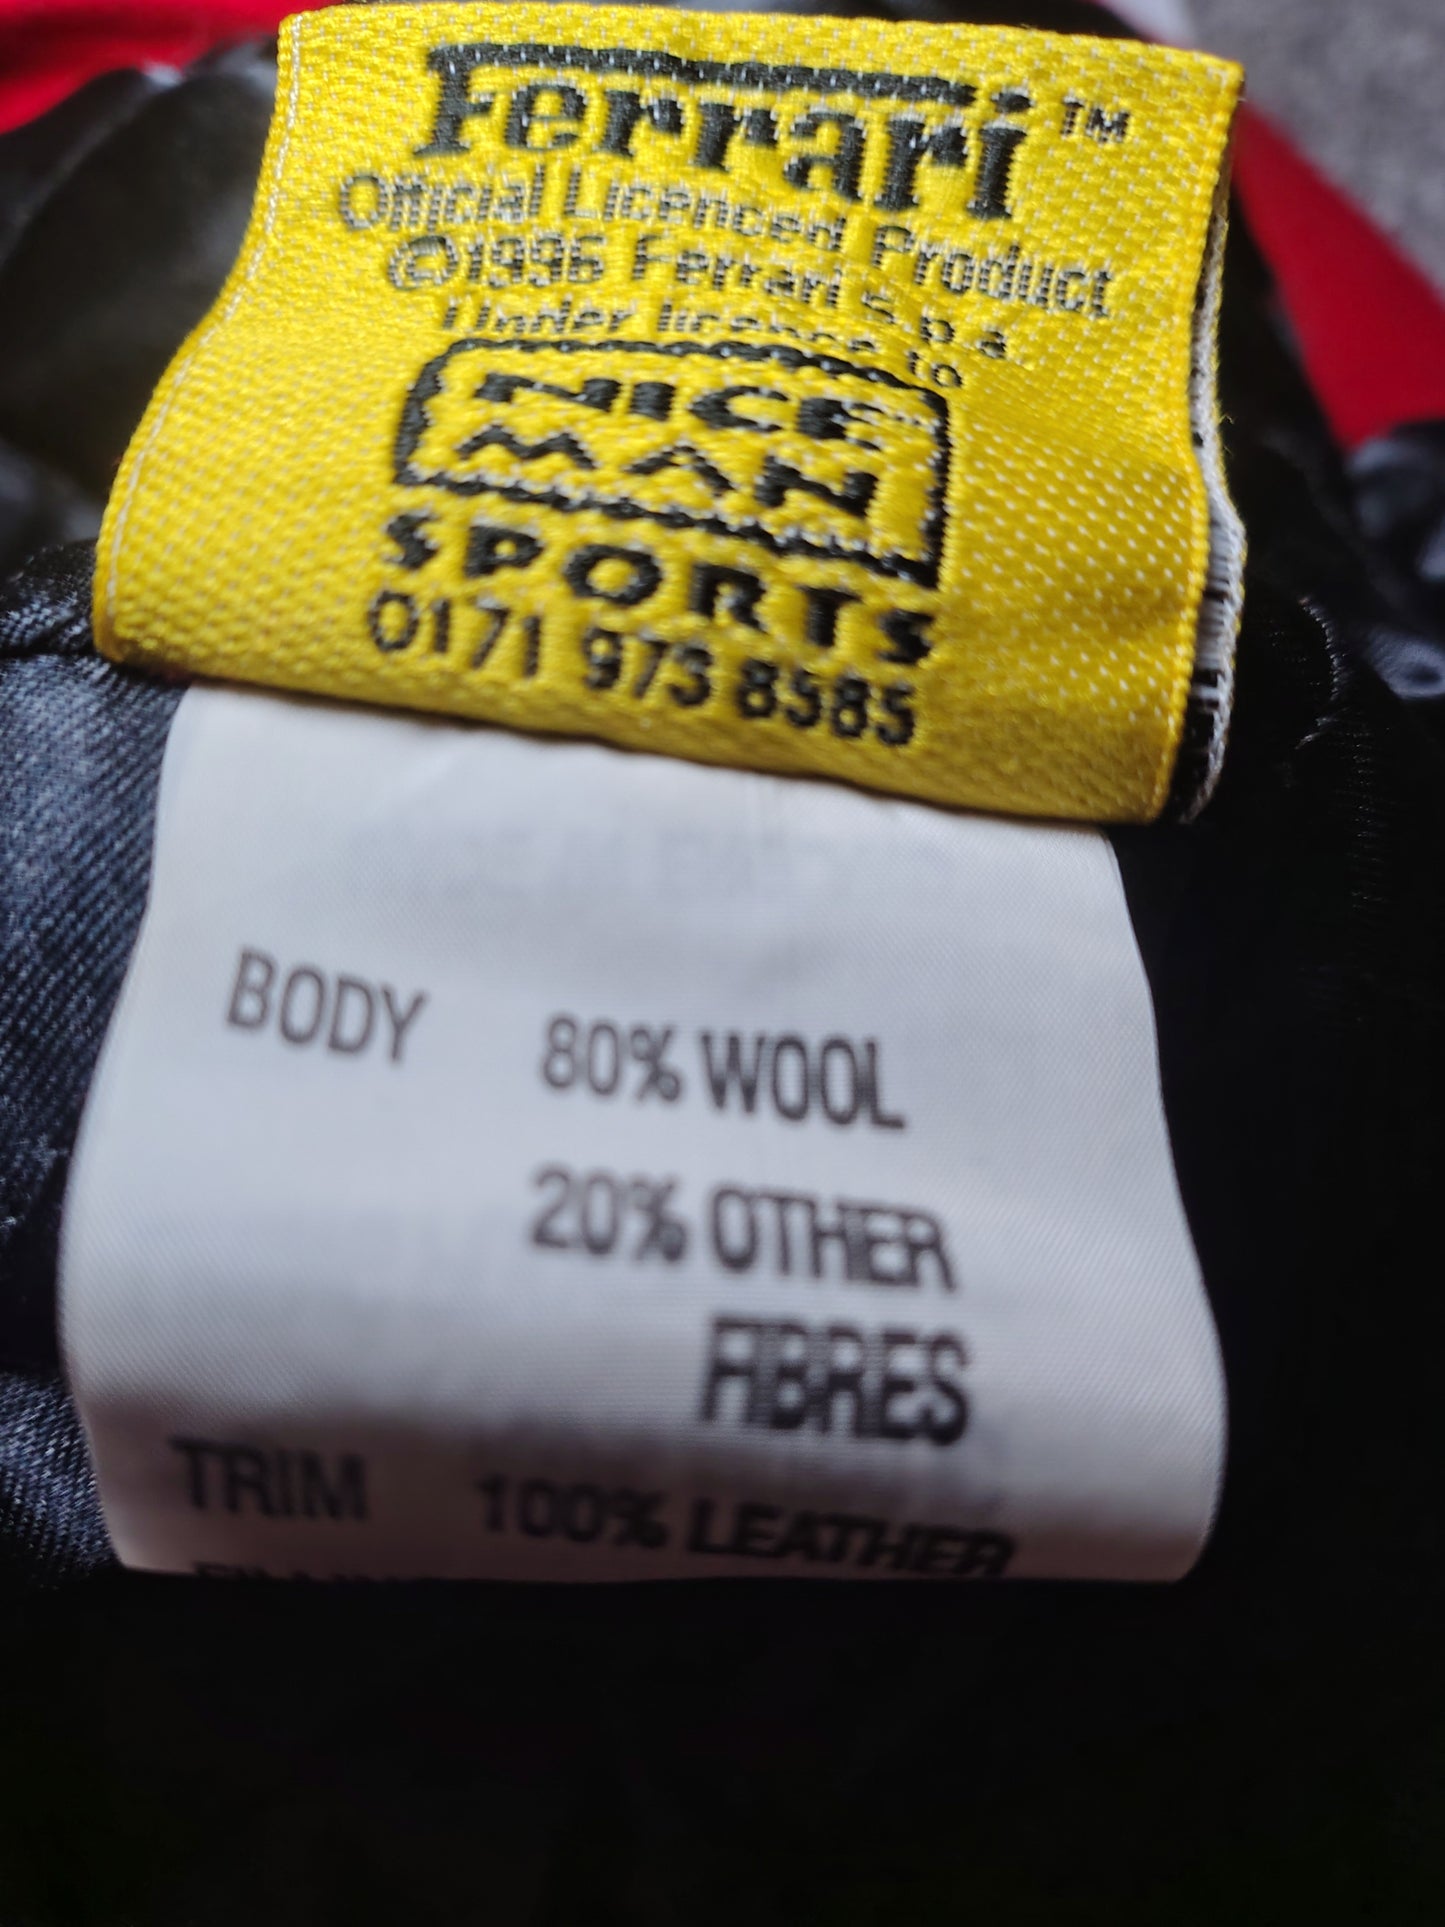 Ferrari™
Official Licenced Product
©1996 Ferrari s.p.a
Under licence to
NICE
MAN
SPORTS
0171 973 8585
BODY 80% WOOL
20% OTHER
FIBRES
TRIM 100% LEATHER